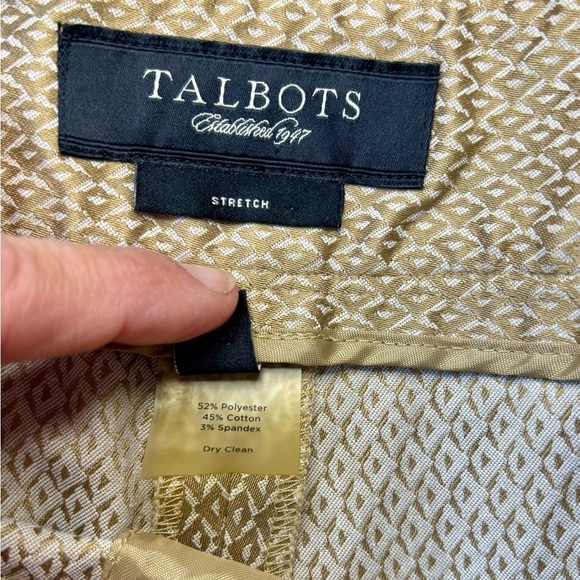 TALBOTS
Established 1947
STRETCH
52% Polyester
45% Cotton
3% Spandex
Dry Clean